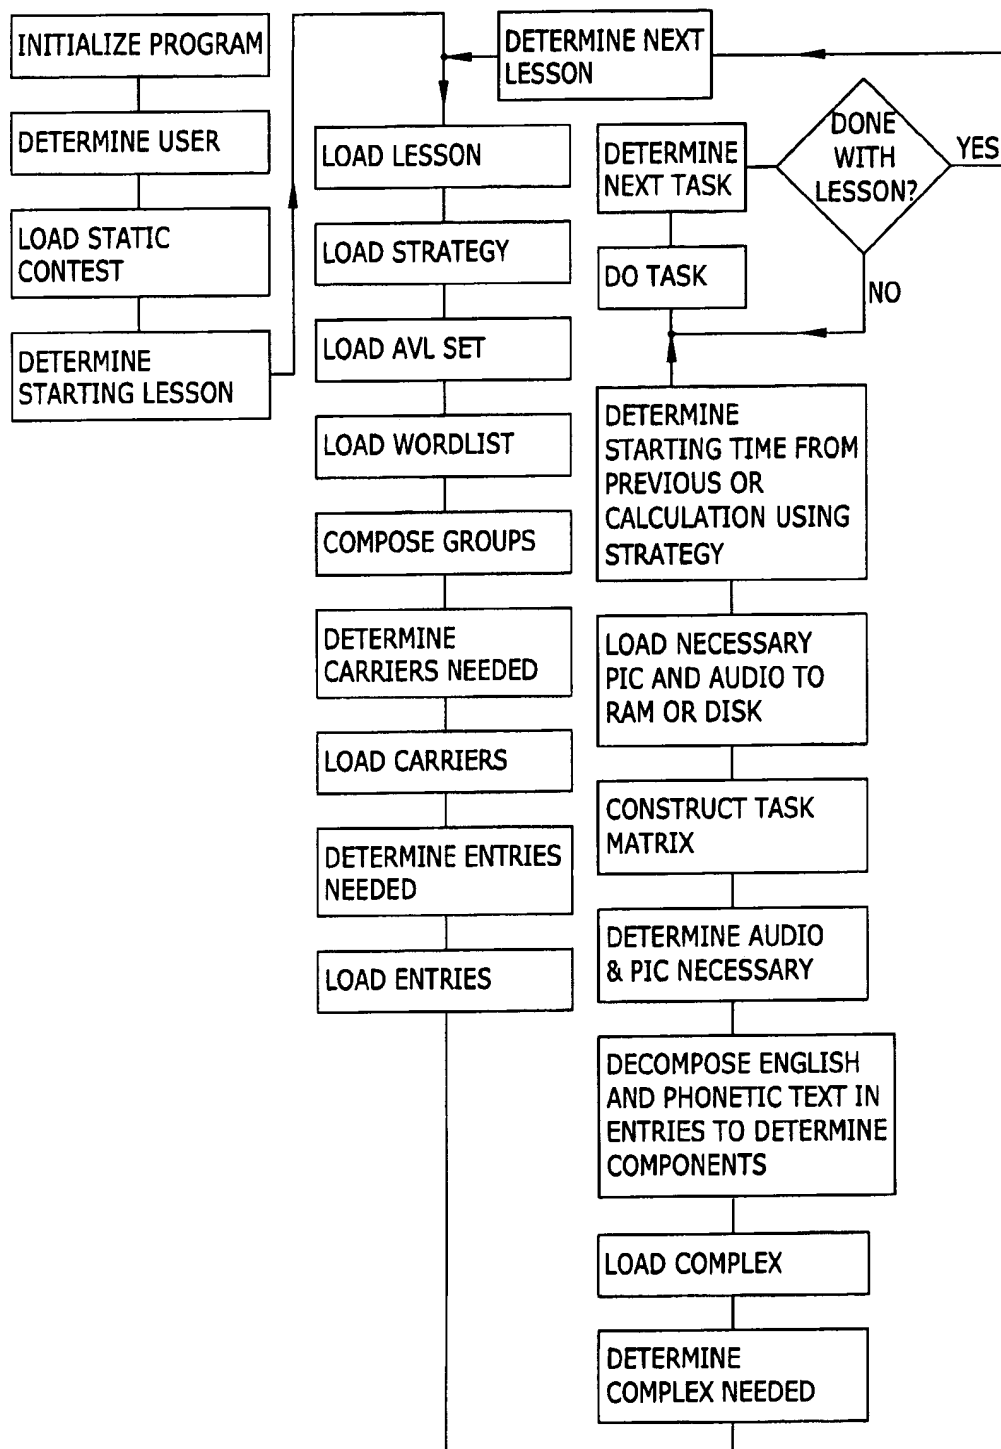 INITIALIZE PROGRAM
DETERMINE USER
LOAD STATIC
CONTEST
DETERMINE
STARTING LESSON
DETERMINE NEXT
LESSON
LOAD LESSON
LOAD STRATEGY
LOAD AVL SET
LOAD WORDLIST
COMPOSE GROUPS
DETERMINE
CARRIERS NEEDED
LOAD CARRIERS
DETERMINE ENTRIES
NEEDED
LOAD ENTRIES
DONE
WITH
LESSON?
YES
NO
DETERMINE
NEXT TASK
DO TASK
DETERMINE
STARTING TIME FROM
PREVIOUS OR
CALCULATION USING
STRATEGY
LOAD NECESSARY
PIC AND AUDIO TO
RAM OR DISK
CONSTRUCT TASK
MATRIX
DETERMINE AUDIO
& PIC NECESSARY
DECOMPOSE ENGLISH
AND PHONETIC TEXT IN
ENTRIES TO DETERMINE
COMPONENTS
LOAD COMPLEX
DETERMINE
COMPLEX NEEDED